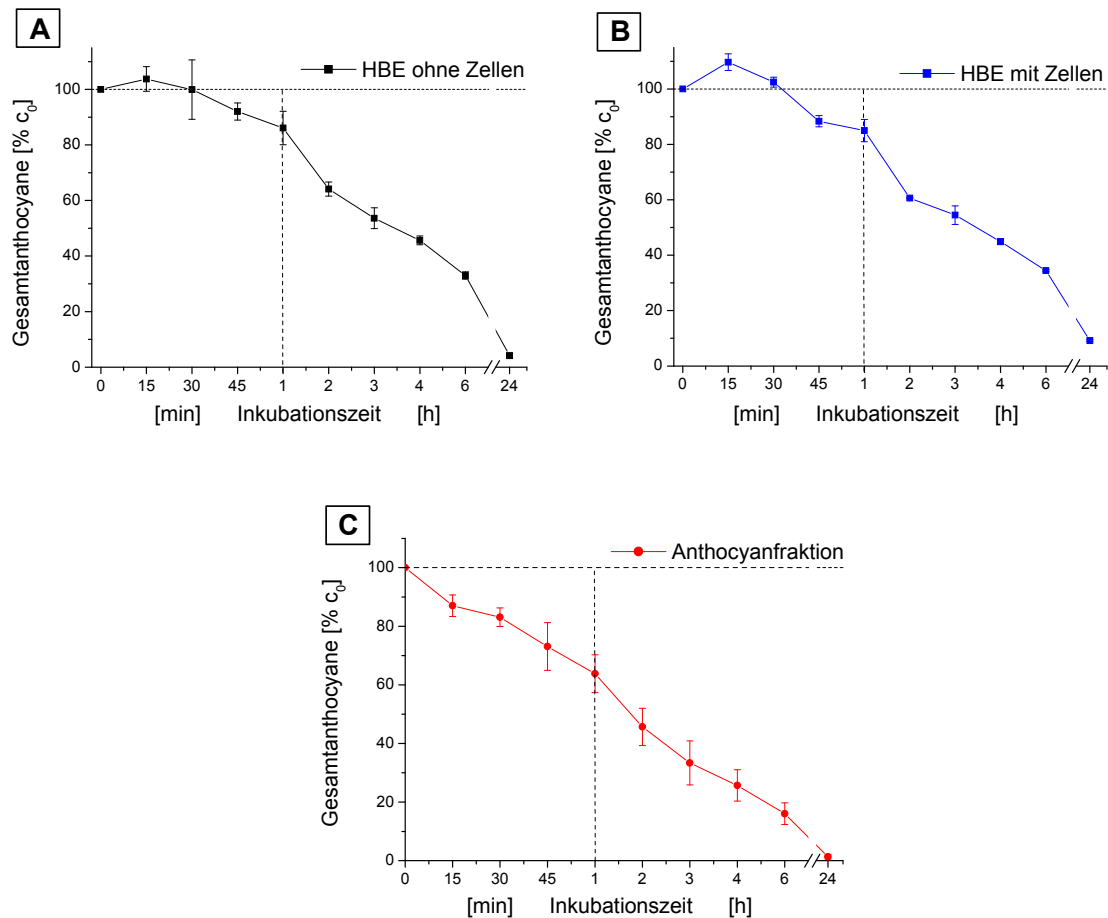 A
HBE ohne Zellen
Gesamtanthocyane [% c₀]
100
80
60
40
20
0
0 15 30 45 1 2 3 4 6 24
[min] Inkubationszeit [h]
B
HBE mit Zellen
Gesamtanthocyane [% c₀]
100
80
60
40
20
0
0 15 30 45 1 2 3 4 6 24
[min] Inkubationszeit [h]
C
Anthocyanfraktion
Gesamtanthocyane [% c₀]
100
80
60
40
20
0
0 15 30 45 1 2 3 4 6 24
[min] Inkubationszeit [h]